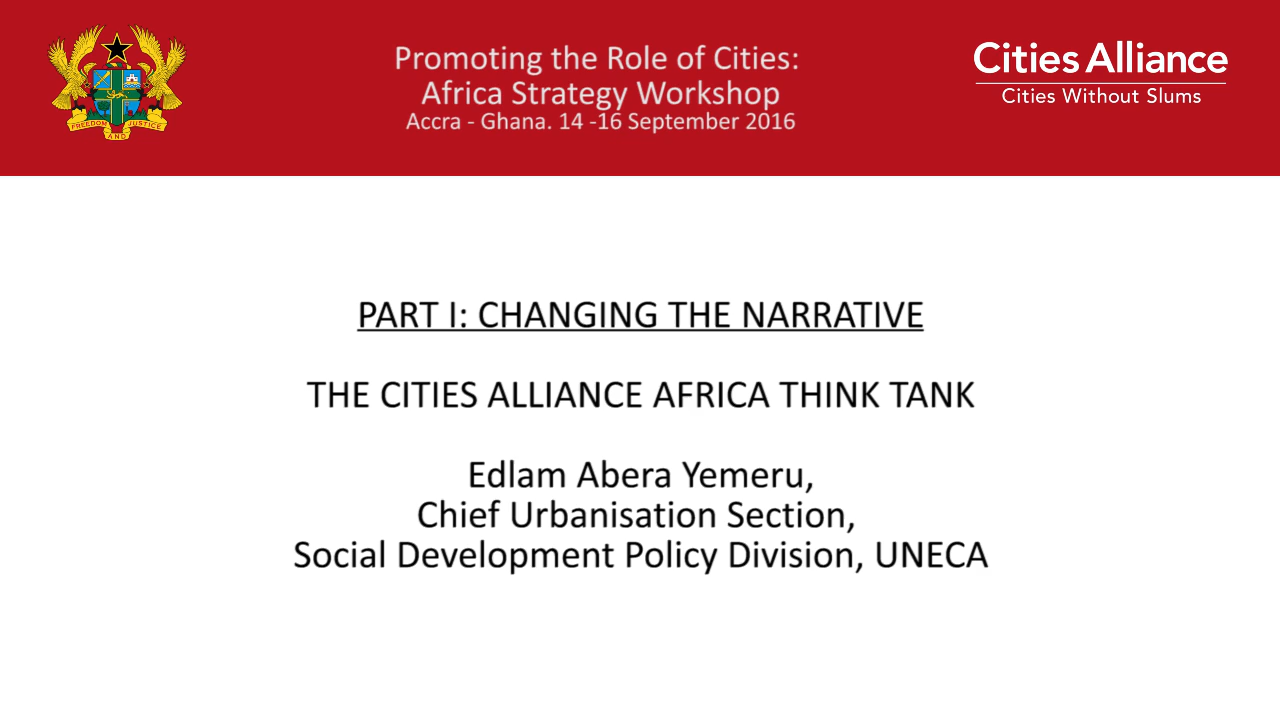 Promoting the Role of Cities:
Africa Strategy Workshop
Accra - Ghana. 14 -16 September 2016
Cities Alliance
Cities Without Slums
FREEDOM AND JUSTICE
PART I: CHANGING THE NARRATIVE
THE CITIES ALLIANCE AFRICA THINK TANK
Edlam Abera Yemeru,
Chief Urbanisation Section,
Social Development Policy Division, UNECA